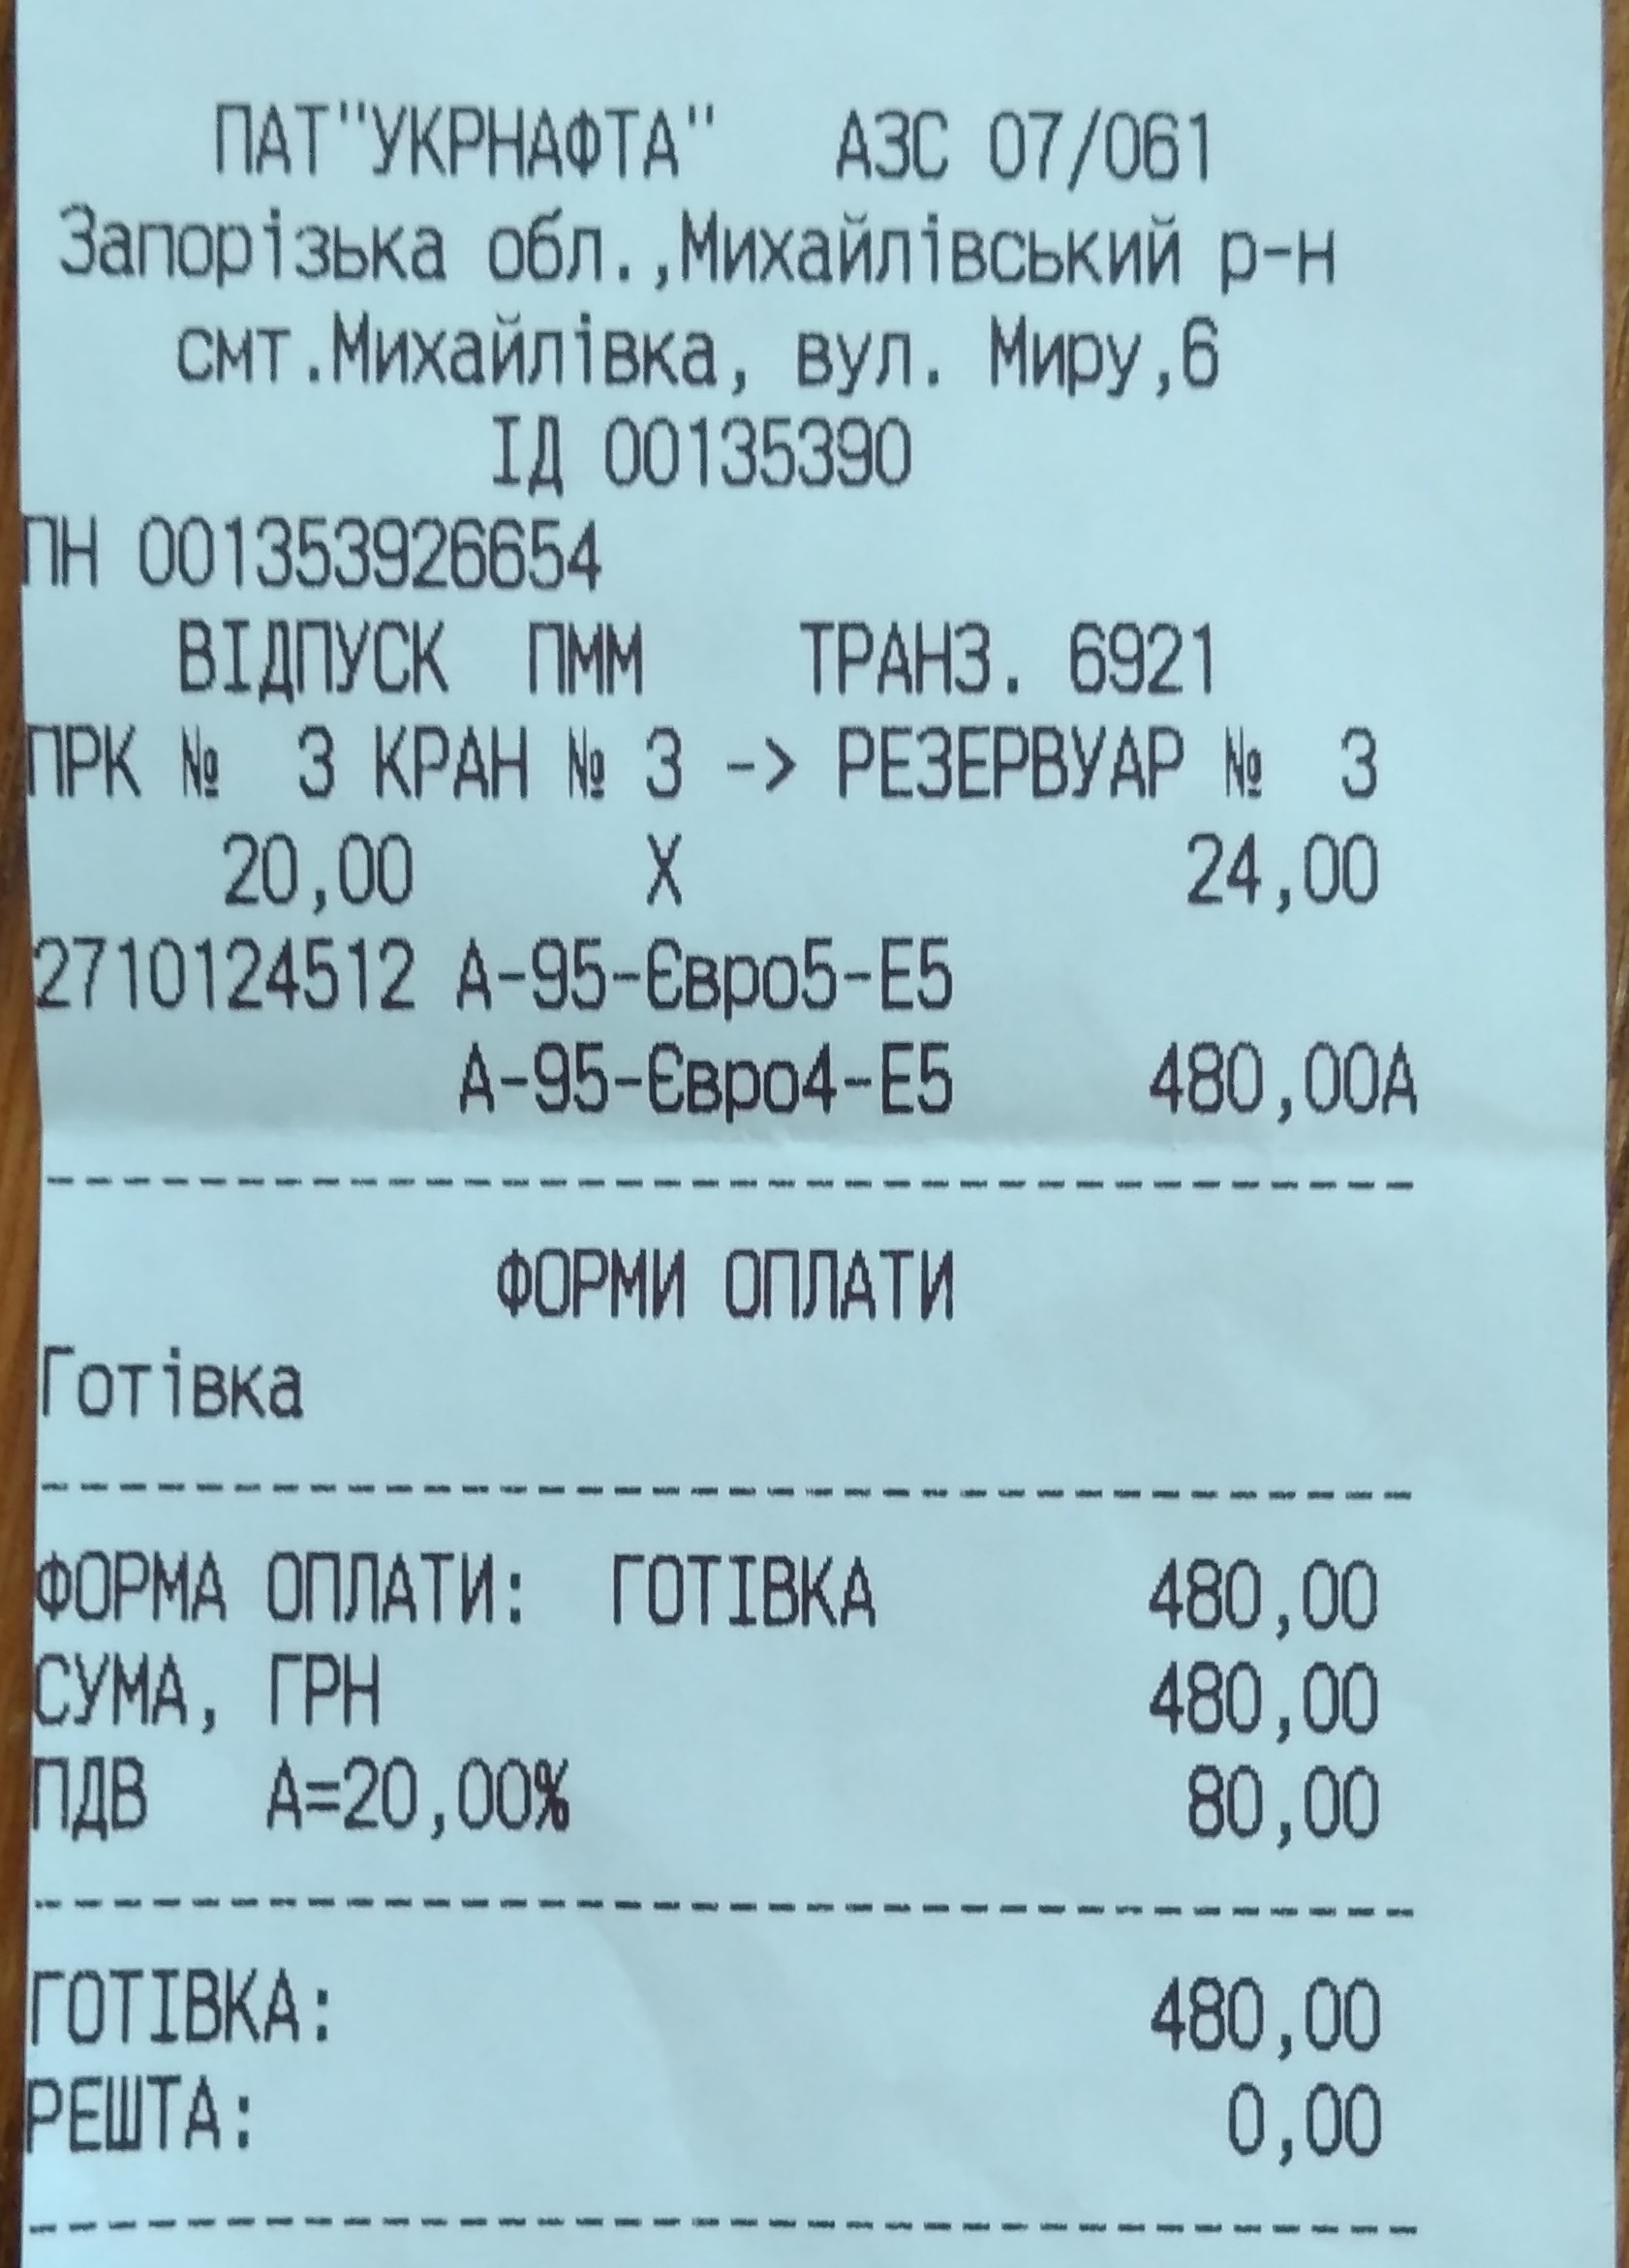 ПАТ"УКРНАФТА" АЗС 07/061
Запорізька обл.,Михайлівський р-н
смт.Михайлівка, вул. Миру,6
ІД 00135390
ПН 001353926654
ВІДПУСК ПММ ТРАНЗ. 6921
ПРК № 3 КРАН № 3 -> РЕЗЕРВУАР № 3
20,00 X 24,00
2710124512 А-95-Євро5-Е5
А-95-Євро4-Е5 480,00А
ФОРМИ ОПЛАТИ
Готівка
ФОРМА ОПЛАТИ: ГОТІВКА 480,00
СУМА, ГРН 480,00
ПДВ А=20,00% 80,00
ГОТІВКА: 480,00
РЕШТА: 0,00